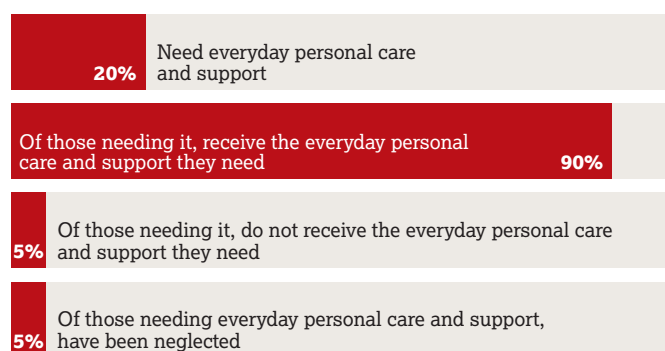 Need everyday personal care
20% and support
Of those needing it, receive the everyday personal
care and support they need 90%
Of those needing it, do not receive the everyday personal care
5% and support they need
Of those needing everyday personal care and support,
5% have been neglected